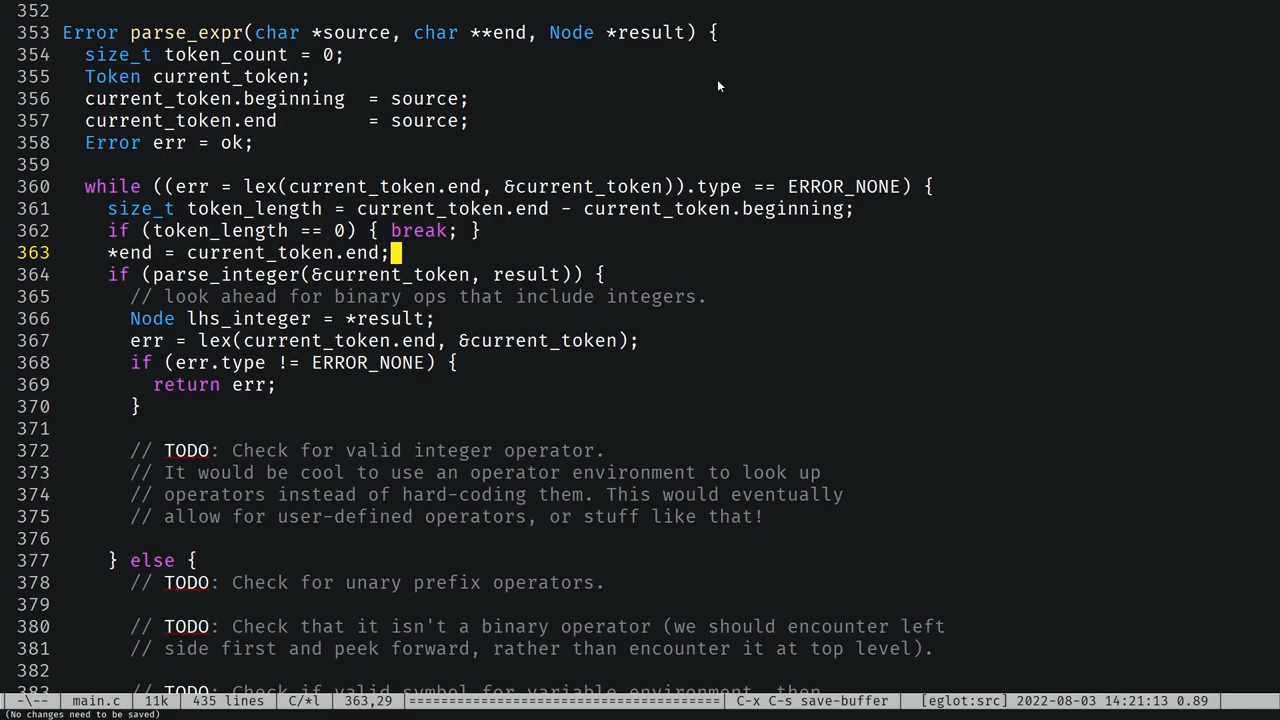 352
353 Error parse_expr(char *source, char **end, Node *result) {
354   size_t token_count = 0;
355   Token current_token;
356   current_token.beginning  = source;
357   current_token.end        = source;
358   Error err = ok;
359
360   while ((err = lex(current_token.end, &current_token)).type == ERROR_NONE) {
361     size_t token_length = current_token.end - current_token.beginning;
362     if (token_length == 0) { break; }
363     *end = current_token.end;
364     if (parse_integer(&current_token, result)) {
365       // look ahead for binary ops that include integers.
366       Node lhs_integer = *result;
367       err = lex(current_token.end, &current_token);
368       if (err.type != ERROR_NONE) {
369         return err;
370       }
371
372       // TODO: Check for valid integer operator.
373       // It would be cool to use an operator environment to look up
374       // operators instead of hard-coding them. This would eventually
375       // allow for user-defined operators, or stuff like that!
376
377     } else {
378       // TODO: Check for unary prefix operators.
379
380       // TODO: Check that it isn't a binary operator (we should encounter left
381       // side first and peek forward, rather than encounter it at top level).
382
383       // TODO: Check if valid symbol for variable environment, then
-\-- main.c 11k 435 lines C/*l 363,29 ======================================= C-x C-s save-buffer [eglot:src] 2022-08-03 14:21:13 0.89
(No changes need to be saved)